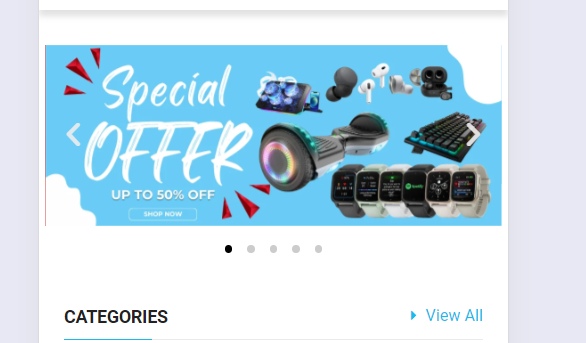 Special
OFFER
UP TO 50% OFF
SHOP NOW
CATEGORIES
View All